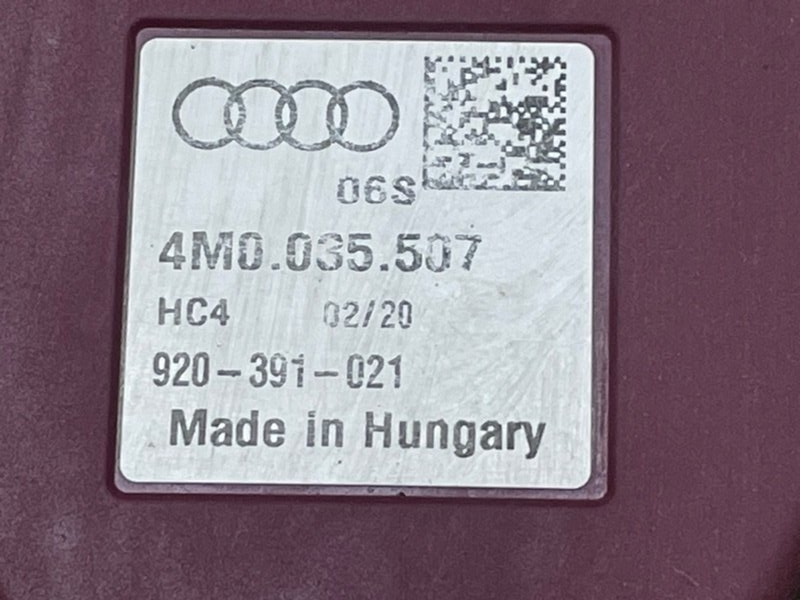 06S
4M0.035.507
HC4 02/20
920-391-021
Made in Hungary